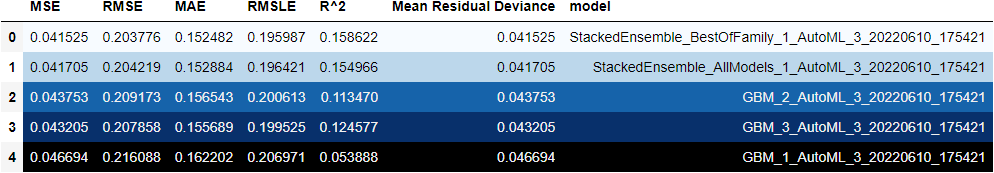 MSE RMSE MAE RMSLE R^2 Mean Residual Deviance model
0 0.041525 0.203776 0.152482 0.195987 0.158622 0.041525 StackedEnsemble_BestOfFamily_1_AutoML_3_20220610_175421
1 0.041705 0.204219 0.152884 0.196421 0.154966 0.041705 StackedEnsemble_AllModels_1_AutoML_3_20220610_175421
2 0.043753 0.209173 0.156543 0.200613 0.113470 0.043753 GBM_2_AutoML_3_20220610_175421
3 0.043205 0.207858 0.155689 0.199525 0.124577 0.043205 GBM_3_AutoML_3_20220610_175421
4 0.046694 0.216088 0.162202 0.206971 0.053888 0.046694 GBM_1_AutoML_3_20220610_175421